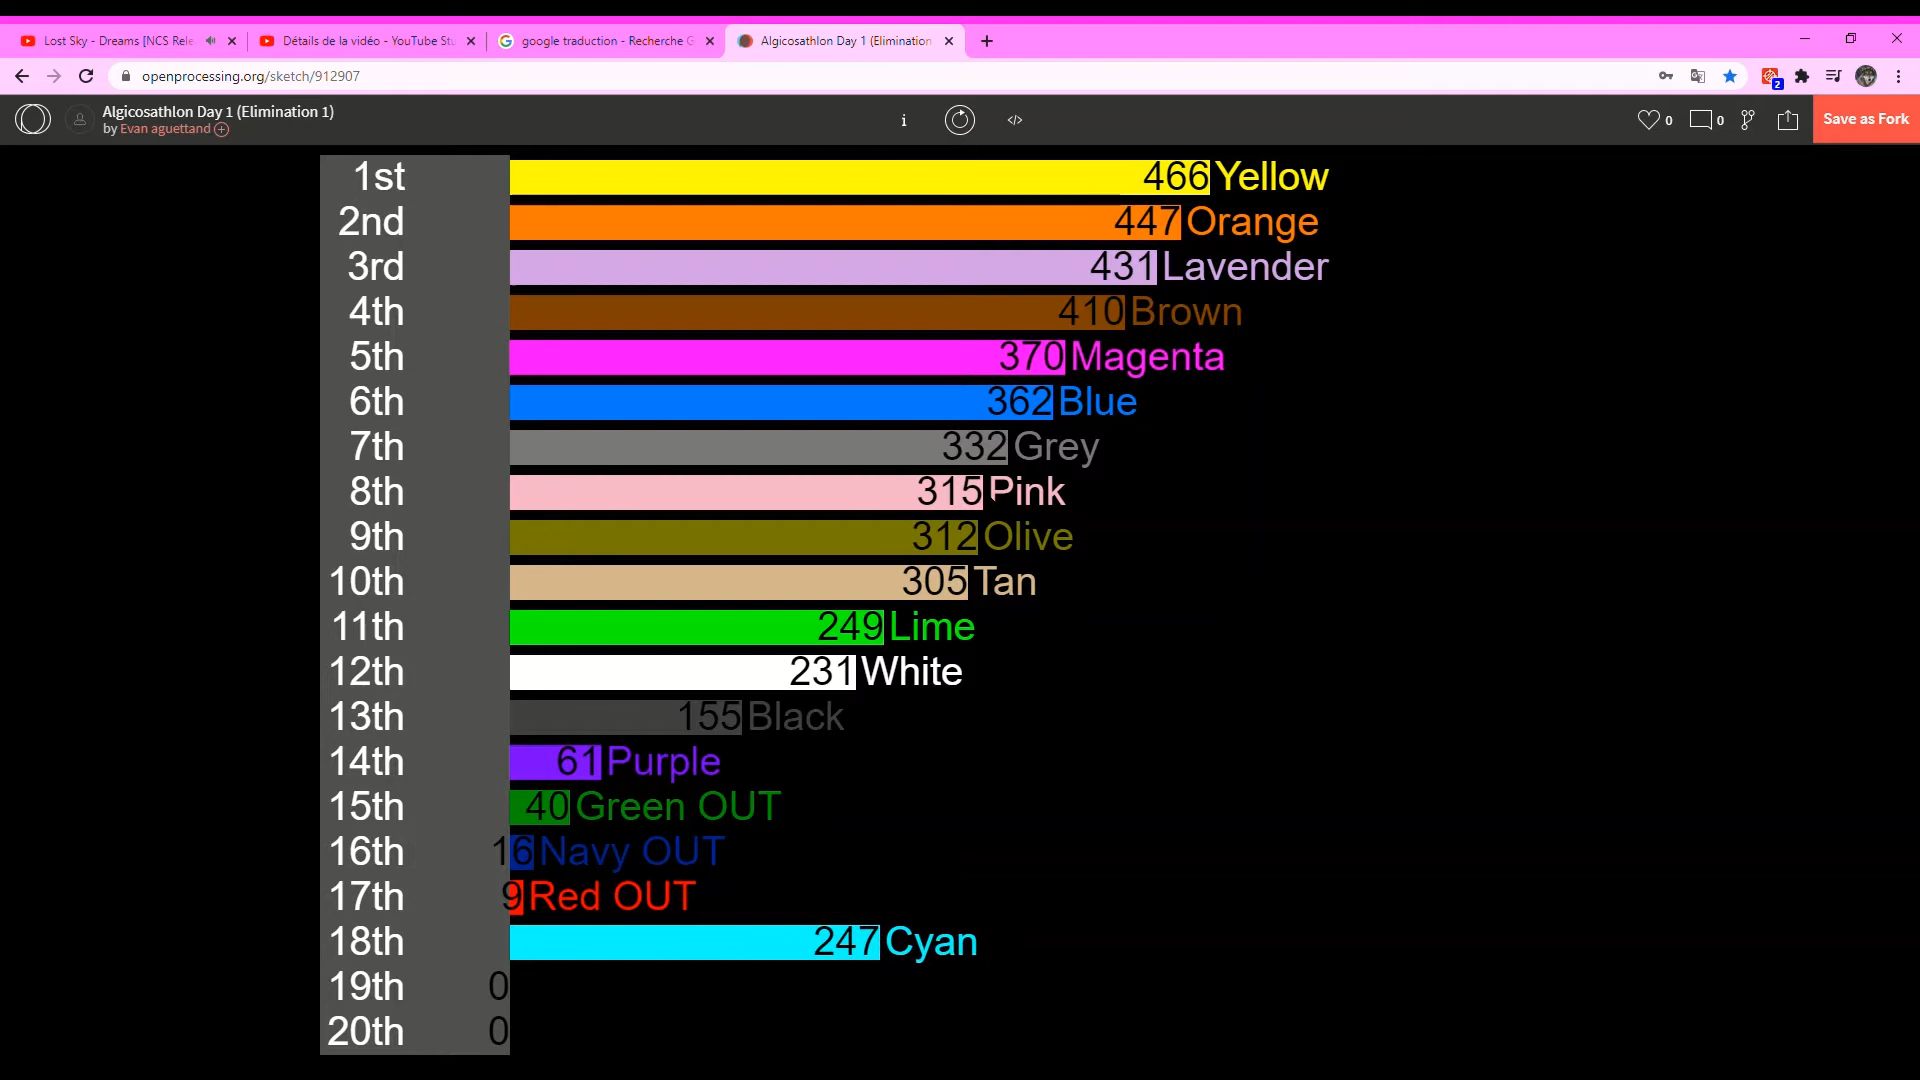 Lost Sky - Dreams [NCS Rele
Détails de la vidéo - YouTube Stu
google traduction - Recherche G
Algicosathlon Day 1 (Elimination
openprocessing.org/sketch/912907
2
Algicosathlon Day 1 (Elimination 1)
by Evan aguettand
i
</>
0
0
Save as Fork
1st 466 Yellow
2nd 447 Orange
3rd 431 Lavender
4th 410 Brown
5th 370 Magenta
6th 362 Blue
7th 332 Grey
8th 315 Pink
9th 312 Olive
10th 305 Tan
11th 249 Lime
12th 231 White
13th 155 Black
14th 61 Purple
15th 40 Green OUT
16th 16 Navy OUT
17th 9 Red OUT
18th 247 Cyan
19th 0
20th 0